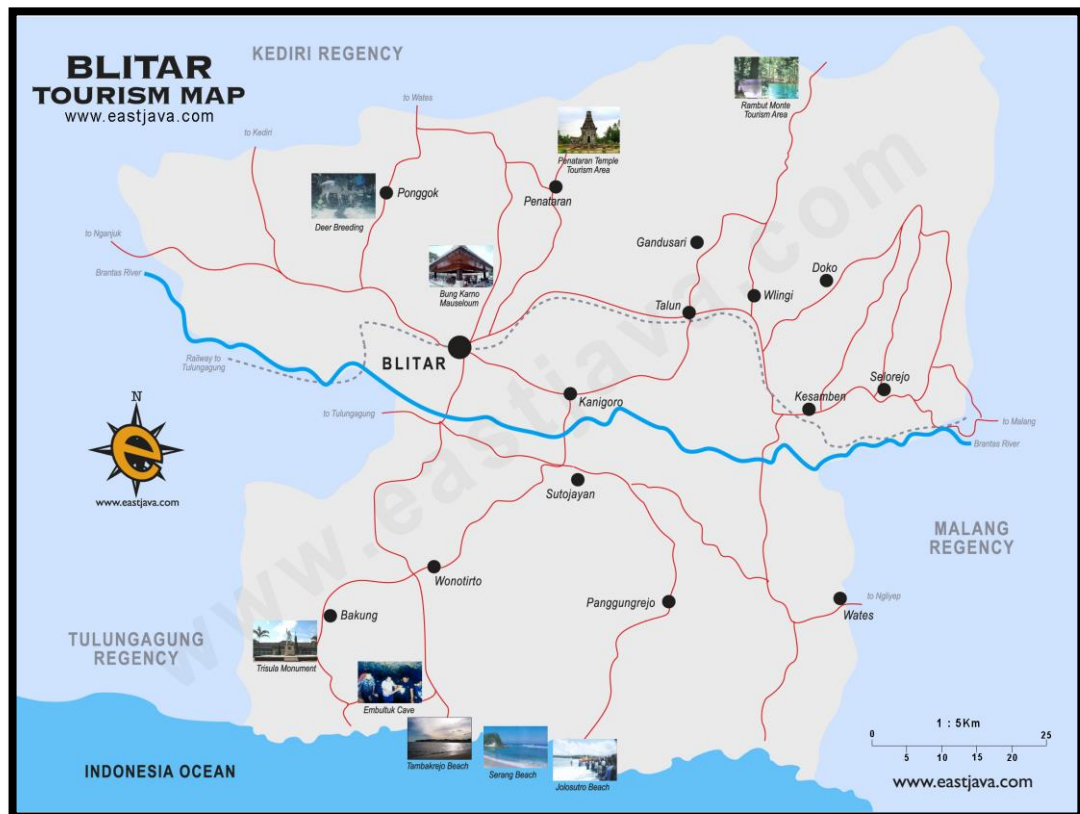 BLITAR
TOURISM MAP
www.eastjava.com
KEDIRI REGENCY
to Wates
to Kediri
Rambut Monte
Tourism Area
Penataran Temple
Tourism Area
Ponggok
Penataran
Deer Breeding
to Nganjuk
Gandusari
Brantas River
Doko
Bung Karno
Mauseloum
Wlingi
Talun
BLITAR
Railway to
Tulungagung
Selorejo
Kesamben
Kanigoro
N
to Tulungagung
to Malang
Brantas River
www.eastjava.com
Sutojayan
MALANG
REGENCY
Wonotirto
to Ngliyep
Panggungrejo
Bakung
Wates
TULUNGAGUNG
REGENCY
Trisula Monument
Embultuk Cave
1 : 5Km
0
25
5
10
15
20
Tambakrejo Beach
Serang Beach
Jolosutro Beach
INDONESIA OCEAN
www.eastjava.com
www.eastjava.com